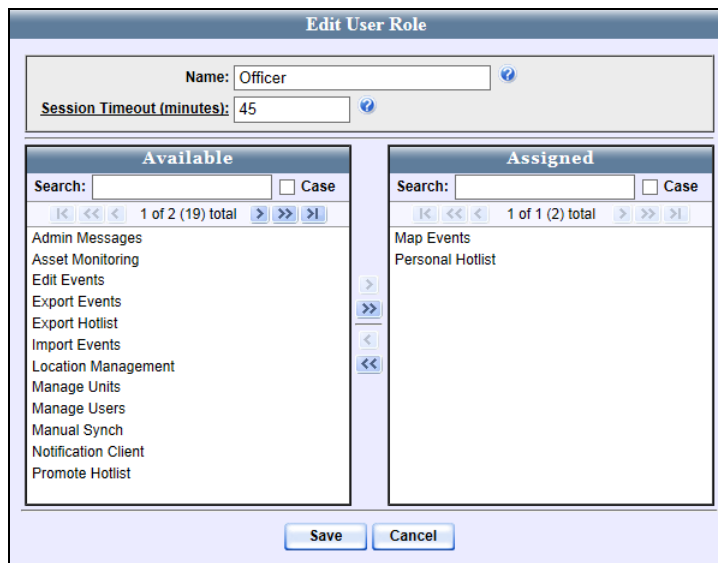 Edit User Role
Name: Officer
Session Timeout (minutes): 45
Available
Search: Case
1 of 2 (19) total
Admin Messages
Asset Monitoring
Edit Events
Export Events
Export Hotlist
Import Events
Location Management
Manage Units
Manage Users
Manual Synch
Notification Client
Promote Hotlist
Assigned
Search: Case
1 of 1 (2) total
Map Events
Personal Hotlist
Save Cancel